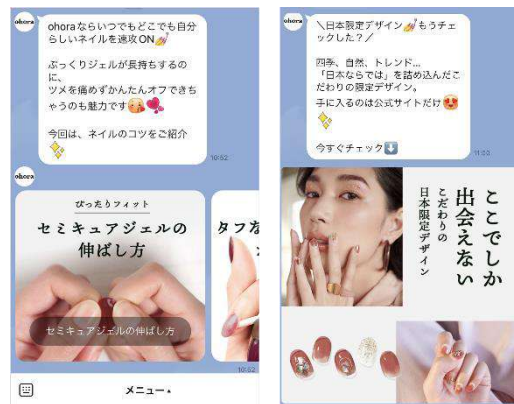 ohora
ohoraならいつでもどこでも自分
らしいネイルを速攻ON💅
ぷっくりジェルが長持ちするの
に、
ツメを痛めずかんたんオフできち
ゃうのも魅力です
今回は、ネイルのコツをご紹介
✨
10:52
ohora
ぴったりフィット
セミキュアジェルの
伸ばし方
セミキュアジェルの伸ばし方
タフな
10:52
メニュー
ohora
＼日本限定デザイン💅もうチェ
ックした？／
四季、自然、トレンド…
「日本ならでは」を詰め込んだこ
だわりの限定デザイン。
手に入るのは公式サイトだけ😍
✨
今すぐチェック⬇️
11:03
ここでしか
出会えない
こだわりの
日本限定デザイン